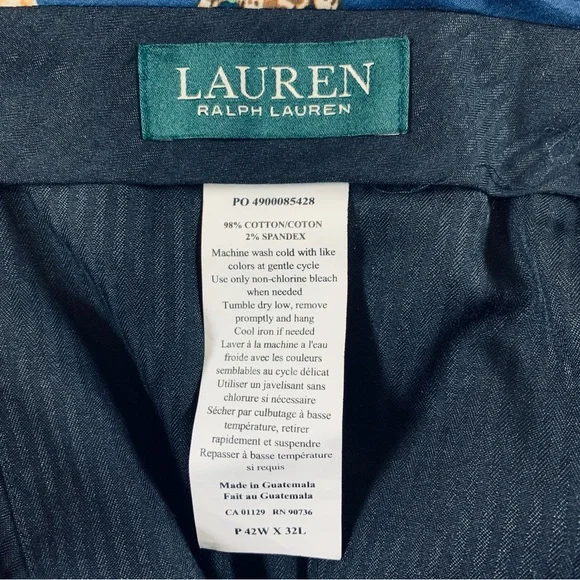 LAUREN
RALPH LAUREN
PO 4900085428
98% COTTON/COTON
2% SPANDEX
Machine wash cold with like
colors at gentle cycle
Use only non-chlorine bleach
when needed
Tumble dry low, remove
promptly and hang
Cool iron if needed
Laver à la machine a l'eau
froide avec les couleurs
semblables au cycle délicat
Utiliser un javelisant sans
chlorure si nécessaire
Sécher par culbutage à basse
température, retirer
rapidement et suspendre
Repasser à basse température
si requis
Made in Guatemala
Fait au Guatemala
CA 01129 RN 90736
P 42W X 32L